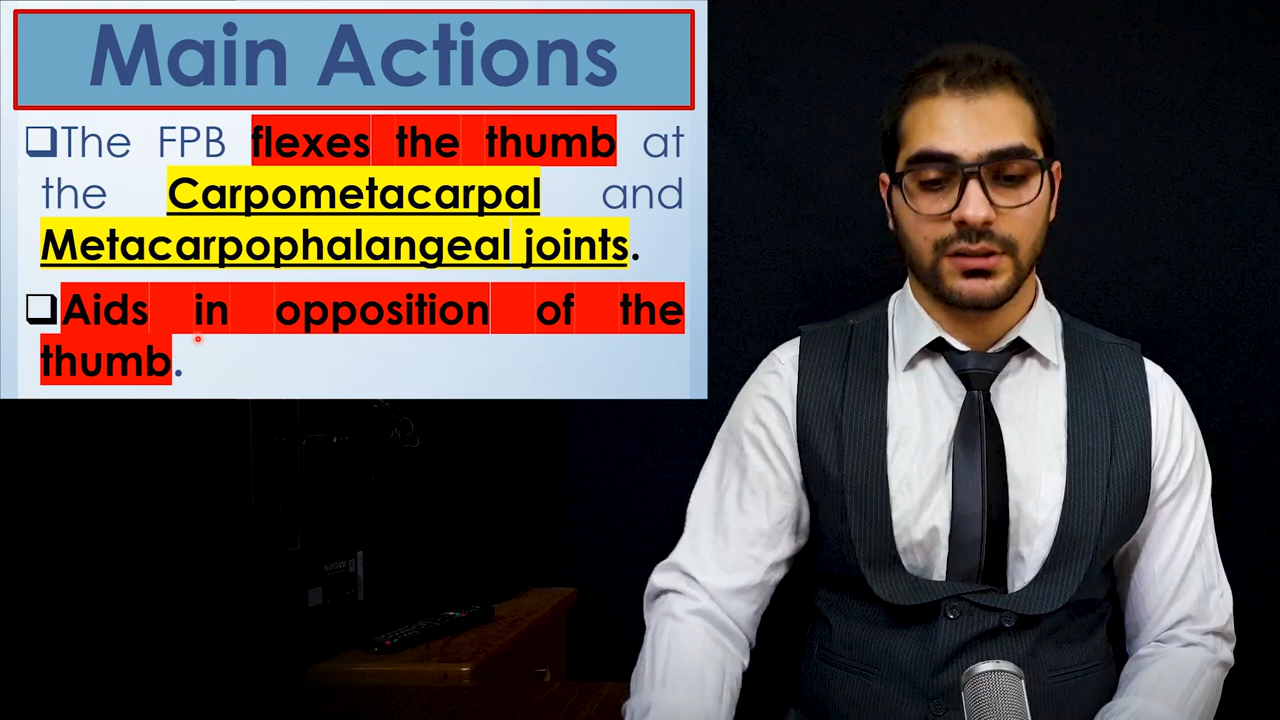 Main Actions
❑The FPB flexes the thumb at
the Carpometacarpal and
Metacarpophalangeal joints.
❑Aids in opposition of the
thumb.
600W